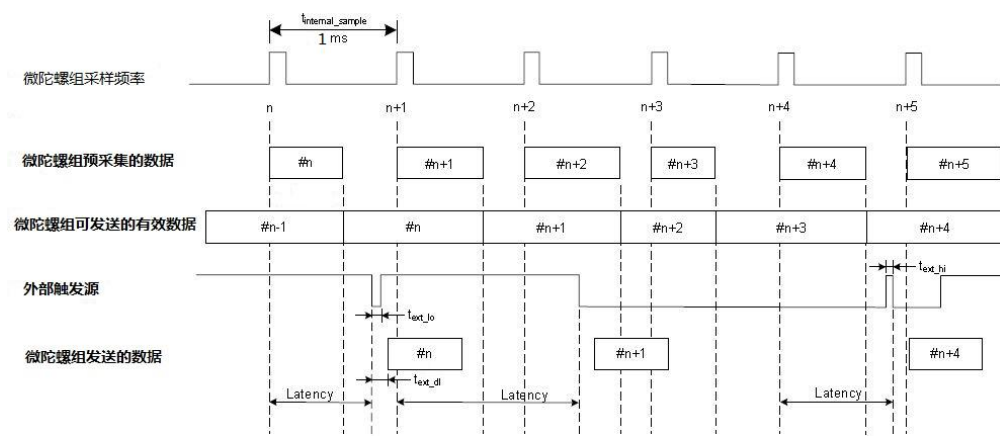 tinternal_sample
1 ms
微陀螺组采样频率
n n+1 n+2 n+3 n+4 n+5
微陀螺组预采集的数据
#n #n+1 #n+2 #n+3 #n+4 #n+5
微陀螺组可发送的有效数据
#n-1 #n #n+1 #n+2 #n+3 #n+4
外部触发源
text_hi
text_lo
微陀螺组发送的数据
#n #n+1 #n+4
text_dl
Latency Latency Latency